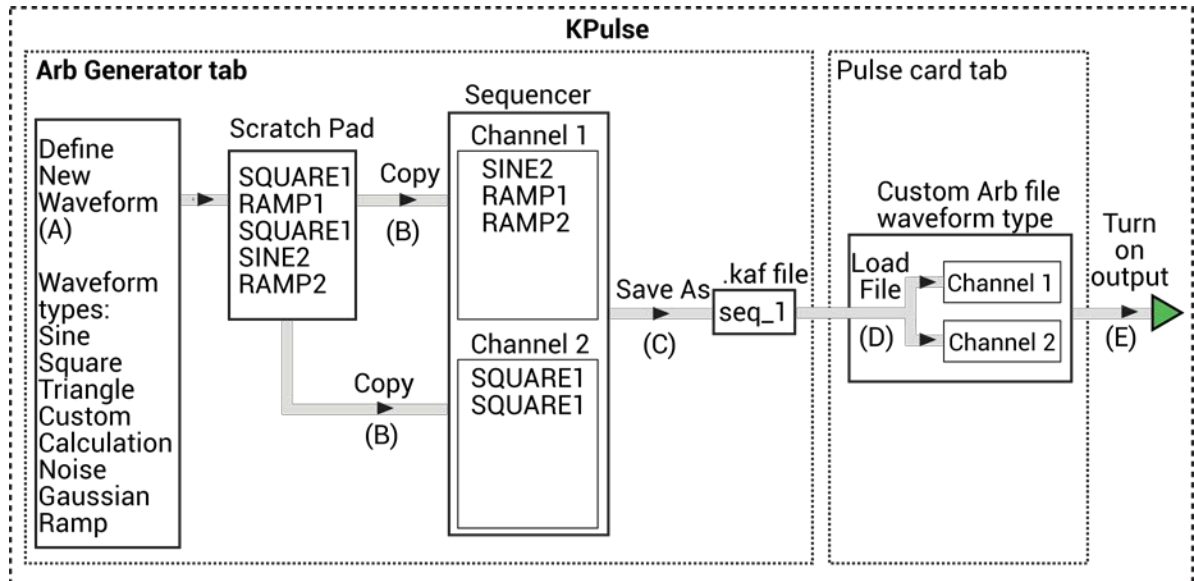 KPulse
Arb Generator tab
Define
New
Waveform
(A)
Waveform
types:
Sine
Square
Triangle
Custom
Calculation
Noise
Gaussian
Ramp
Scratch Pad
SQUARE1
RAMP1
SQUARE1
SINE2
RAMP2
Copy
(B)
Copy
(B)
Sequencer
Channel 1
SINE2
RAMP1
RAMP2
Channel 2
SQUARE1
SQUARE1
Save As
(C)
.kaf file
seq_1
Pulse card tab
Custom Arb file
waveform type
Load
File
(D)
Channel 1
Channel 2
Turn
on
output
(E)